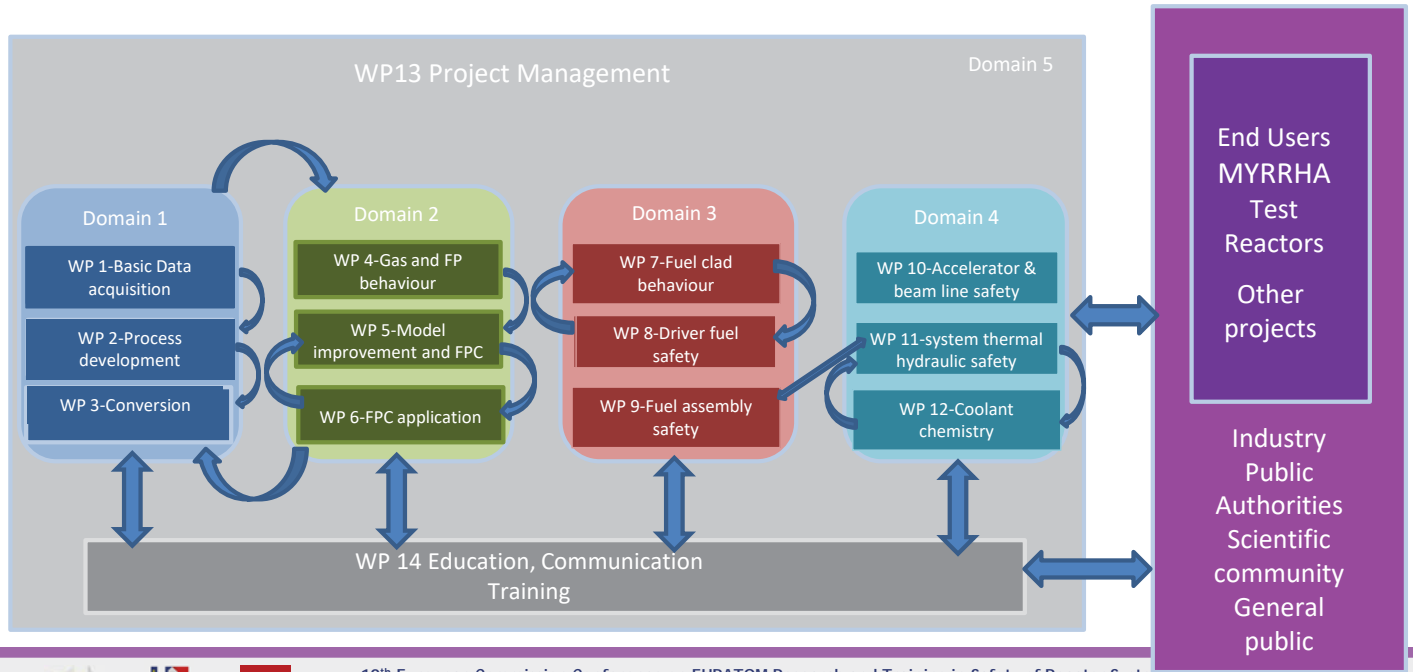 WP13 Project Management
Domain 5
Domain 1
WP 1-Basic Data
acquisition
WP 2-Process
development
WP 3-Conversion
Domain 2
WP 4-Gas and FP
behaviour
WP 5-Model
improvement and FPC
WP 6-FPC application
Domain 3
WP 7-Fuel clad
behaviour
WP 8-Driver fuel
safety
WP 9-Fuel assembly
safety
Domain 4
WP 10-Accelerator &
beam line safety
WP 11-system thermal
hydraulic safety
WP 12-Coolant
chemistry
WP 14 Education, Communication
Training
End Users
MYRRHA
Test
Reactors
Other
projects
Industry
Public
Authorities
Scientific
community
General
public